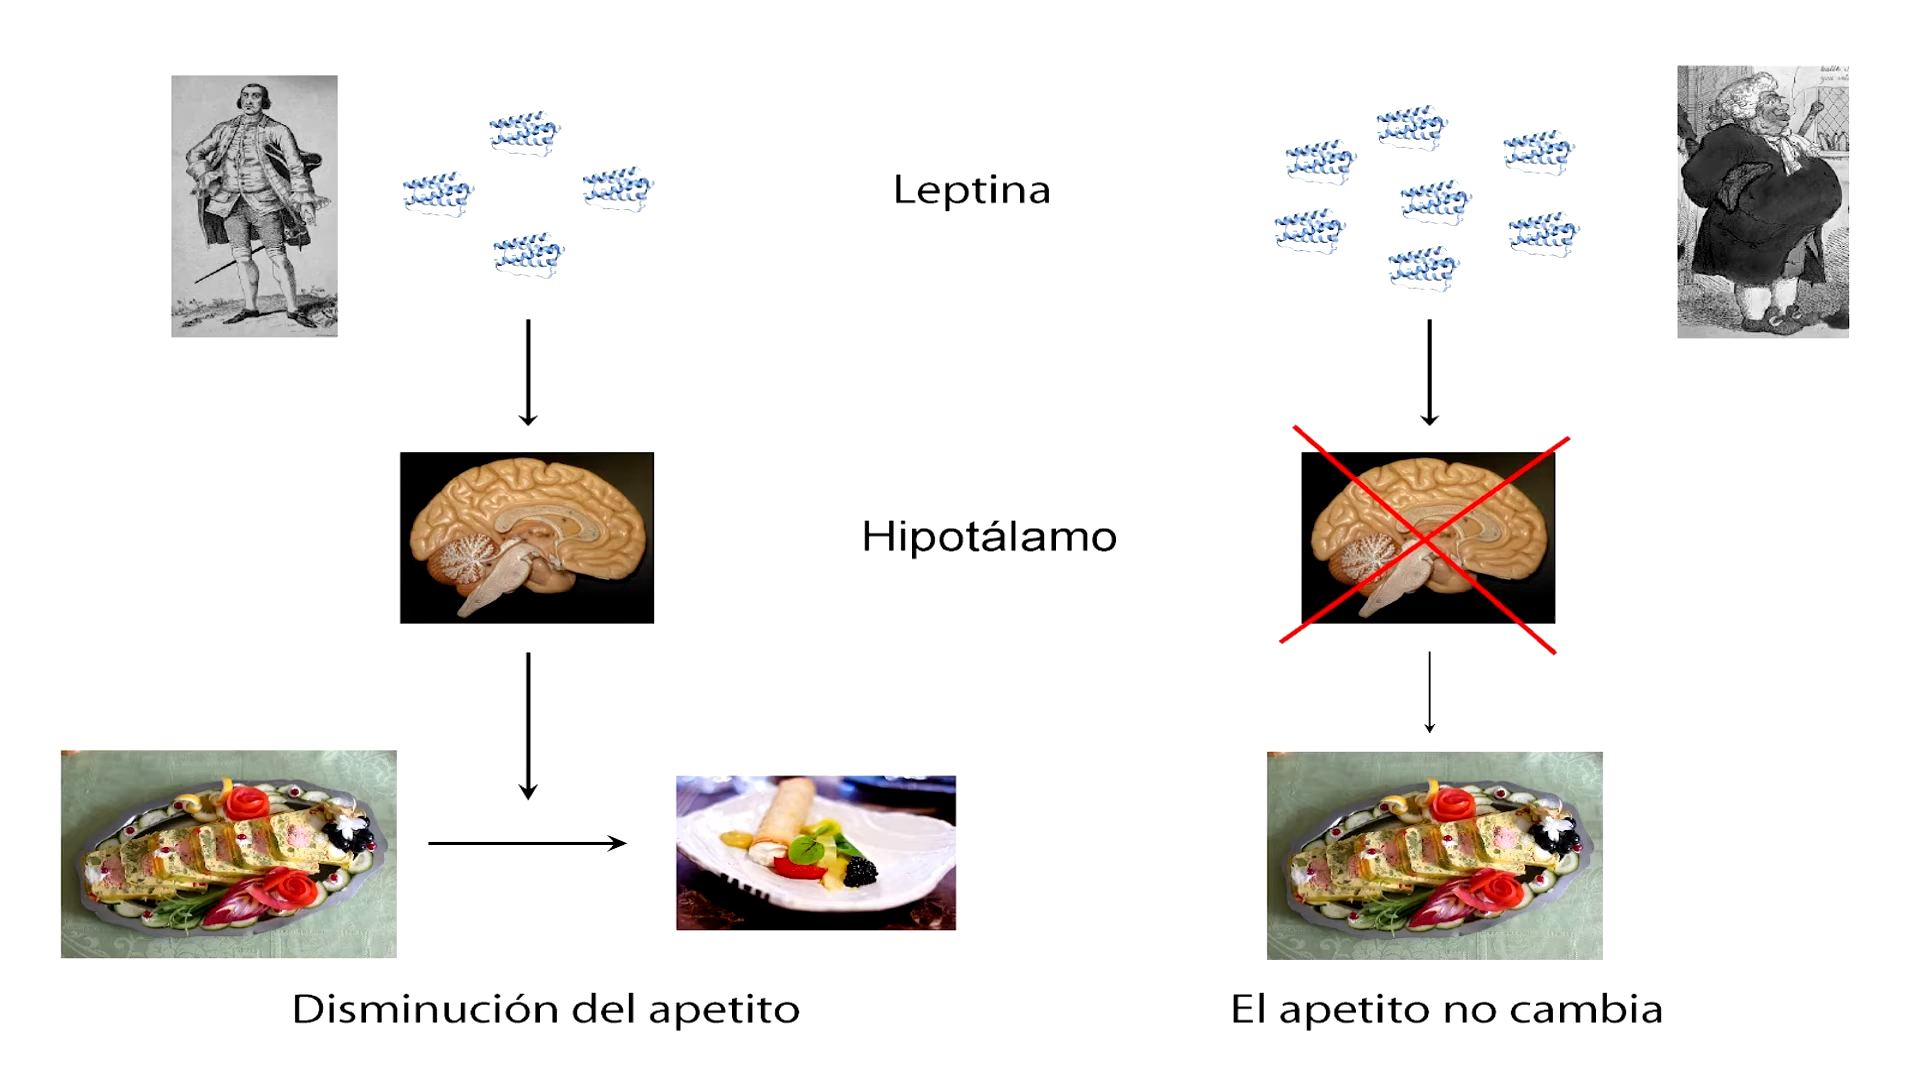 Leptina
Hipotálamo
Disminución del apetito
El apetito no cambia